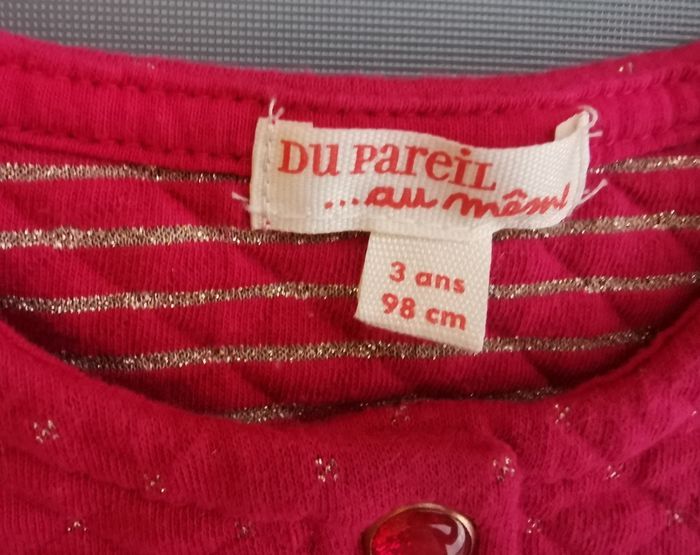 DU PAREIL
...au même
3 ans
98 cm